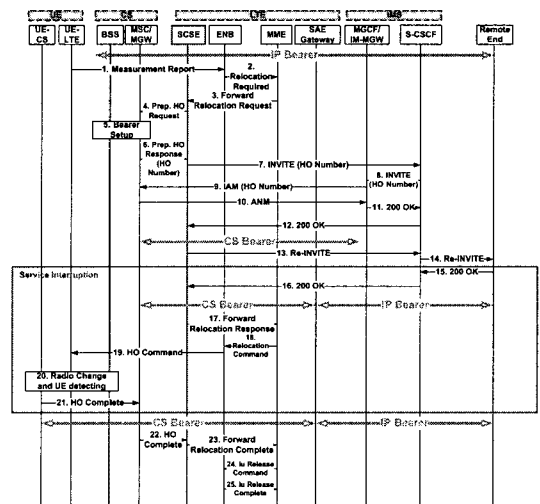 UE
CS
LTE
IMS
UE-
CS
UE-
LTE
BSS
MSC/
MGW
SCSE
ENB
MME
SAE
Gateway
MGCF/
IM-MGW
S-CSCF
Remote
End
IP Bearer
1. Measurement Report
2.
Relocation
Required
3. Forward
Relocation Request
4. Prep. HO
Request
5. Bearer
Setup
6. Prep. HO
Response
(HO
Number)
7. INVITE (HO Number)
8. INVITE
(HO Number)
9. IAM (HO Number)
10. ANM
11. 200 OK
12. 200 OK
CS Bearer
13. Re-INVITE
14. Re-INVITE
Service Interruption
15. 200 OK
16. 200 OK
CS Bearer
IP Bearer
17. Forward
Relocation Response
18.
Relocation
Command
19. HO Command
20. Radio Change
and UE detecting
21. HO Complete
CS Bearer
IP Bearer
22. HO
Complete
23. Forward
Relocation Complete
24. Iu Release
Command
25. Iu Release
Complete